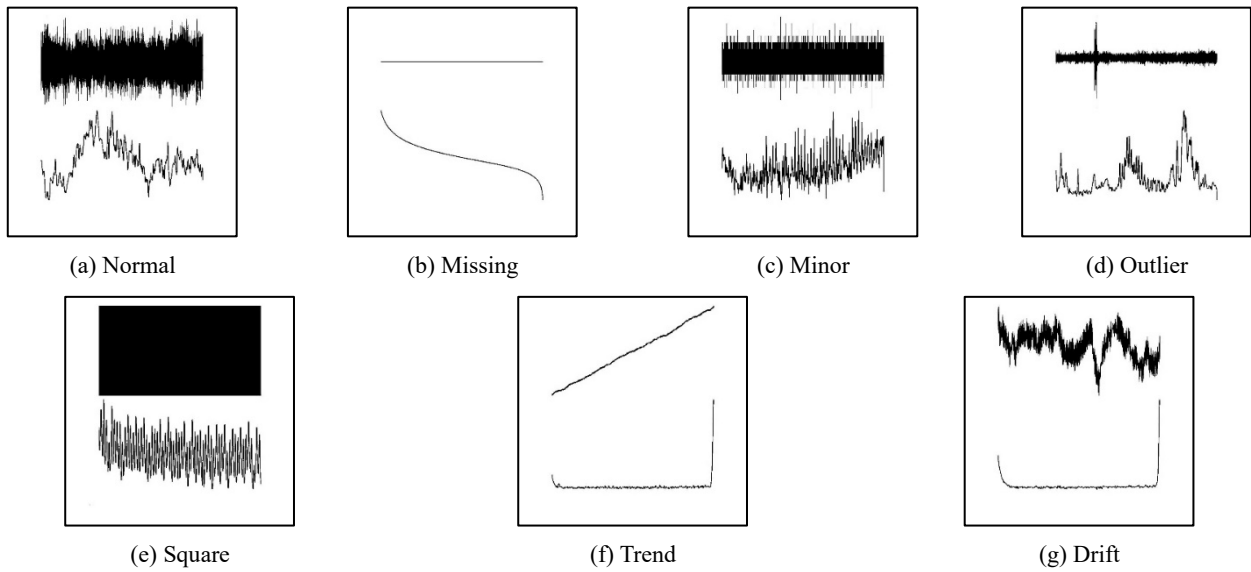 (a) Normal
(b) Missing
(c) Minor
(d) Outlier
(e) Square
(f) Trend
(g) Drift